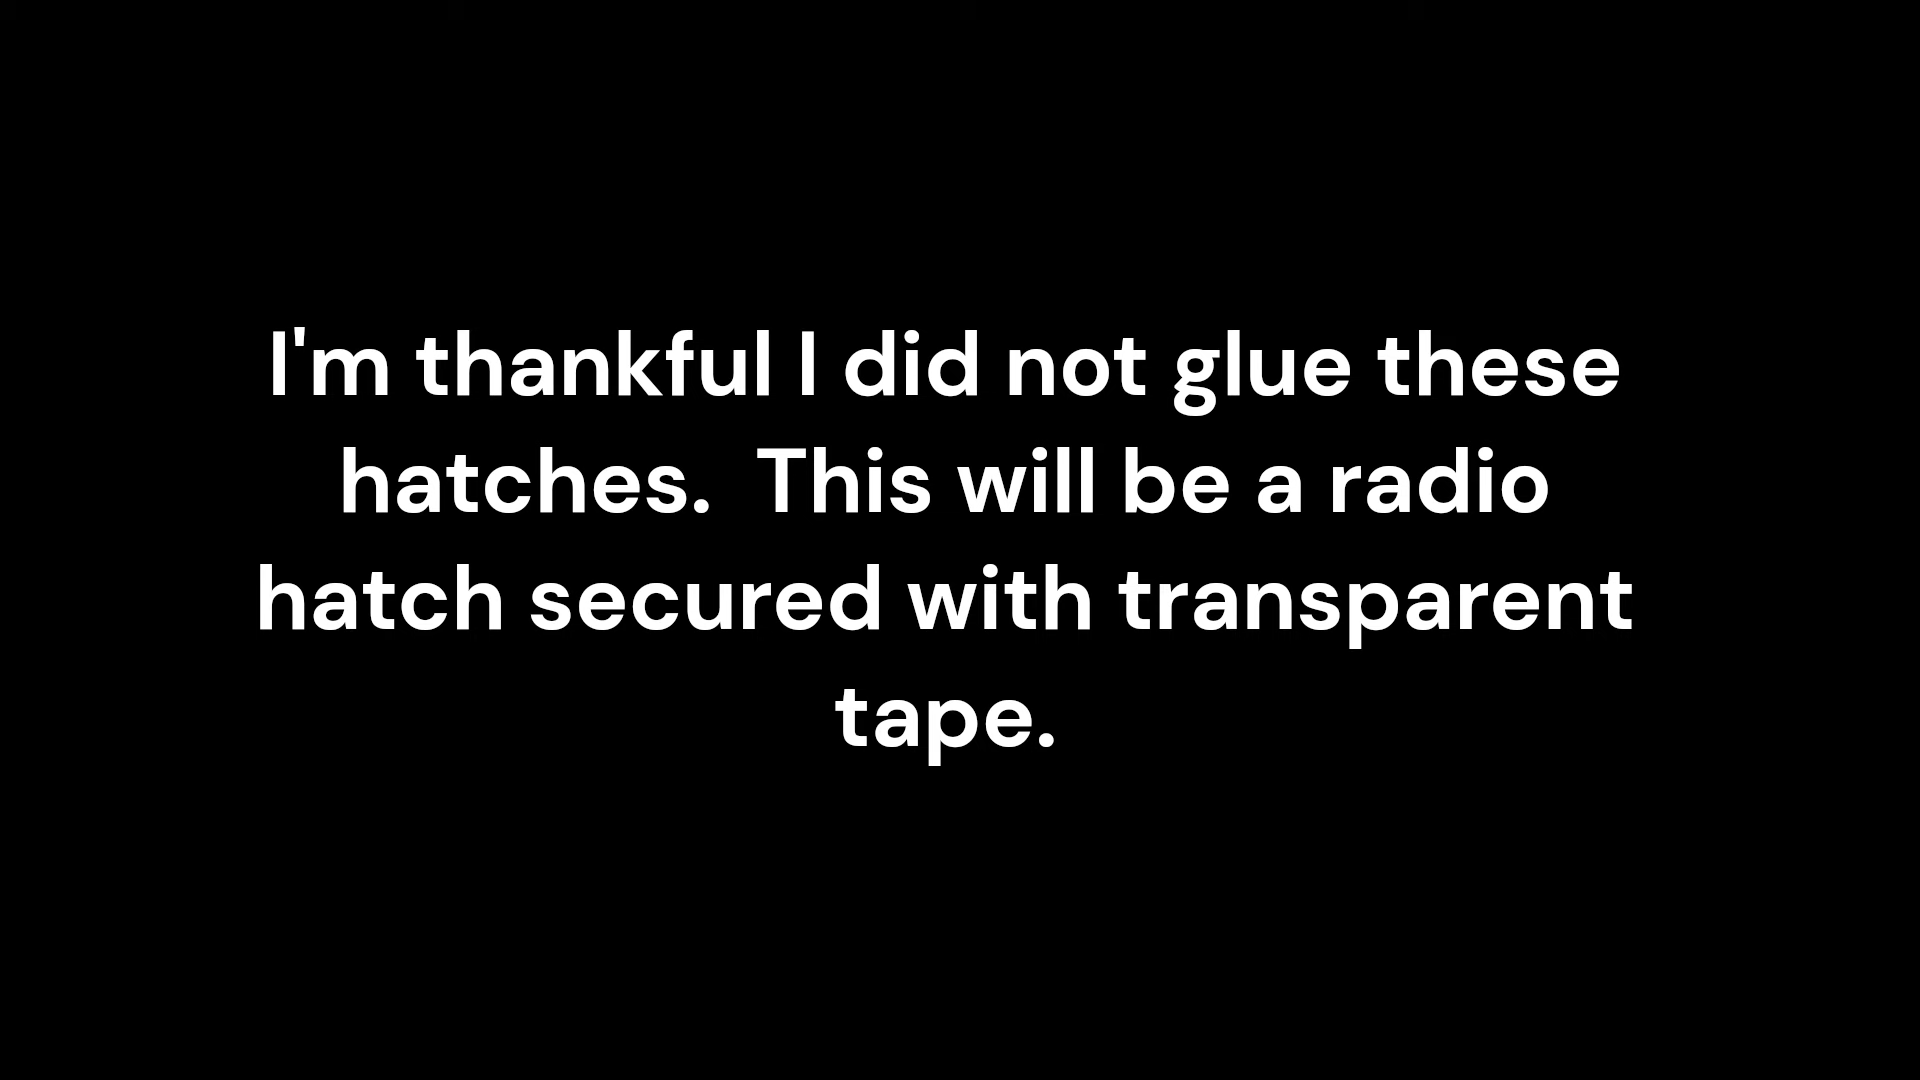 I'm thankful I did not glue these
hatches.  This will be a radio
hatch secured with transparent
tape.